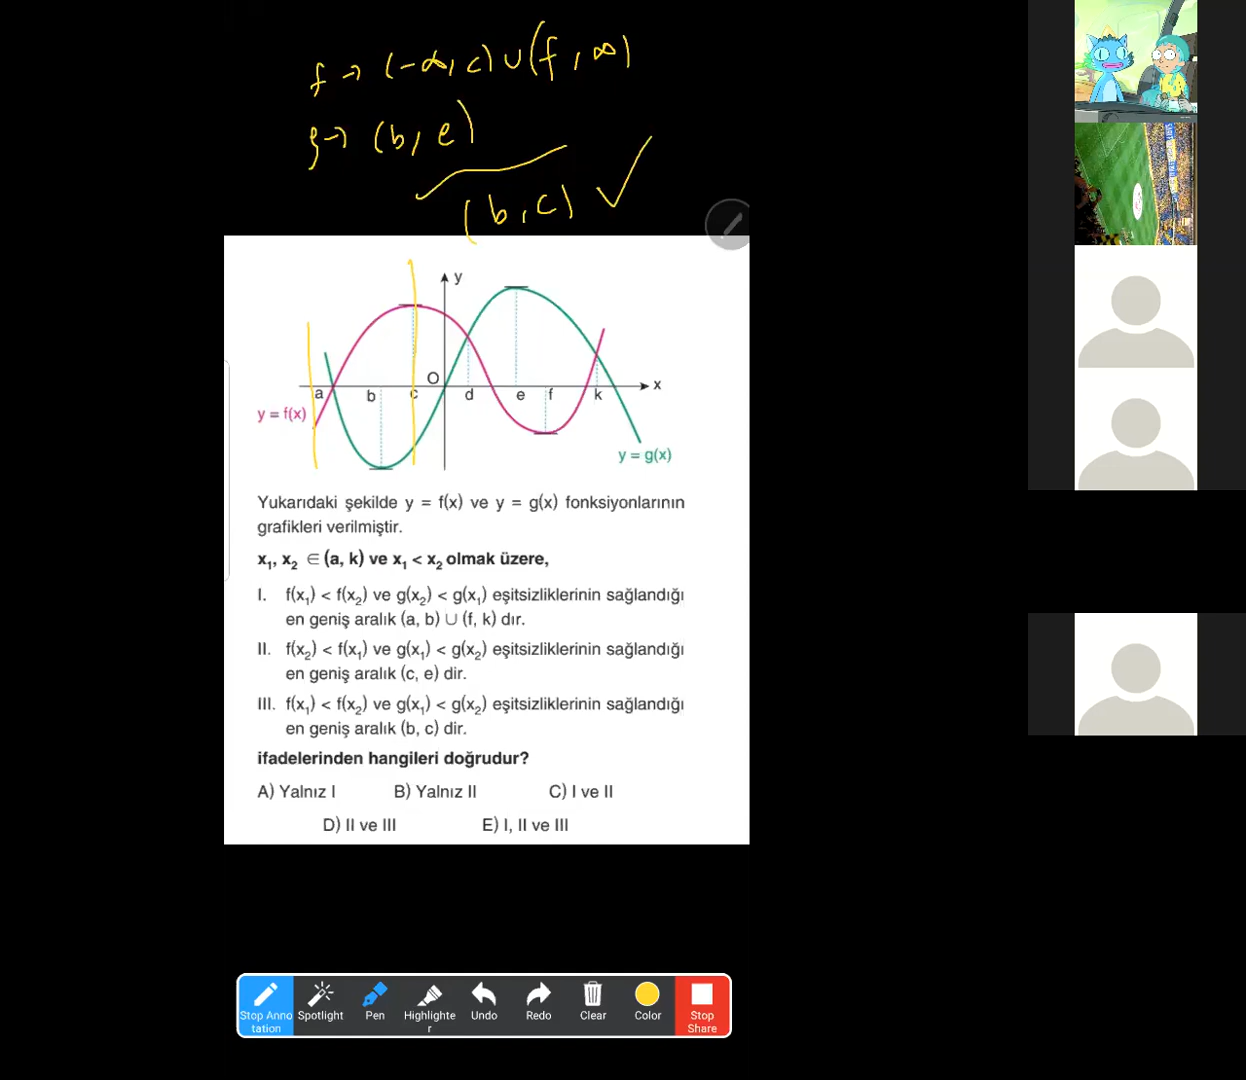 f → (-∞, c) ∪ (f, ∞)
g → (b, e)
(b, c) ✓
y
O
x
a b c d e f k
y = f(x)
y = g(x)
Yukarıdaki şekilde y = f(x) ve y = g(x) fonksiyonlarının
grafikleri verilmiştir.
x₁, x₂ ∈ (a, k) ve x₁ < x₂ olmak üzere,
I. f(x₁) < f(x₂) ve g(x₂) < g(x₁) eşitsizliklerinin sağlandığı
en geniş aralık (a, b) ∪ (f, k) dır.
II. f(x₂) < f(x₁) ve g(x₁) < g(x₂) eşitsizliklerinin sağlandığı
en geniş aralık (c, e) dir.
III. f(x₁) < f(x₂) ve g(x₁) < g(x₂) eşitsizliklerinin sağlandığı
en geniş aralık (b, c) dir.
ifadelerinden hangileri doğrudur?
A) Yalnız I B) Yalnız II C) I ve II
D) II ve III E) I, II ve III
Stop Anno
tation
Spotlight
Pen
Highlighte
r
Undo
Redo
Clear
Color
Stop
Share